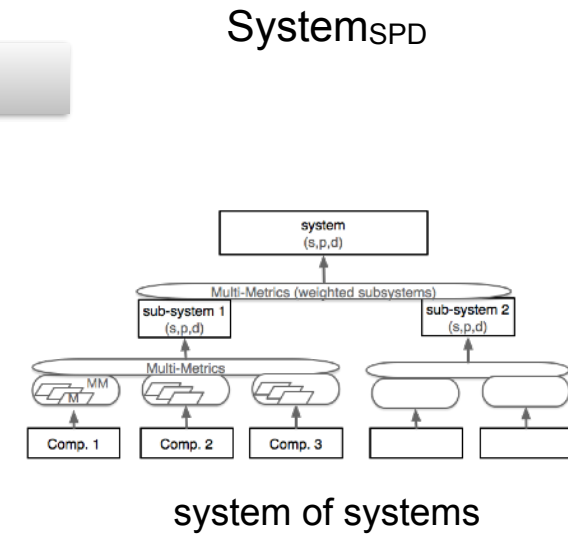 SystemSPD
system
(s,p,d)
Multi-Metrics (weighted subsystems)
sub-system 1
(s,p,d)
sub-system 2
(s,p,d)
Multi-Metrics
MM
M
Comp. 1
Comp. 2
Comp. 3
system of systems